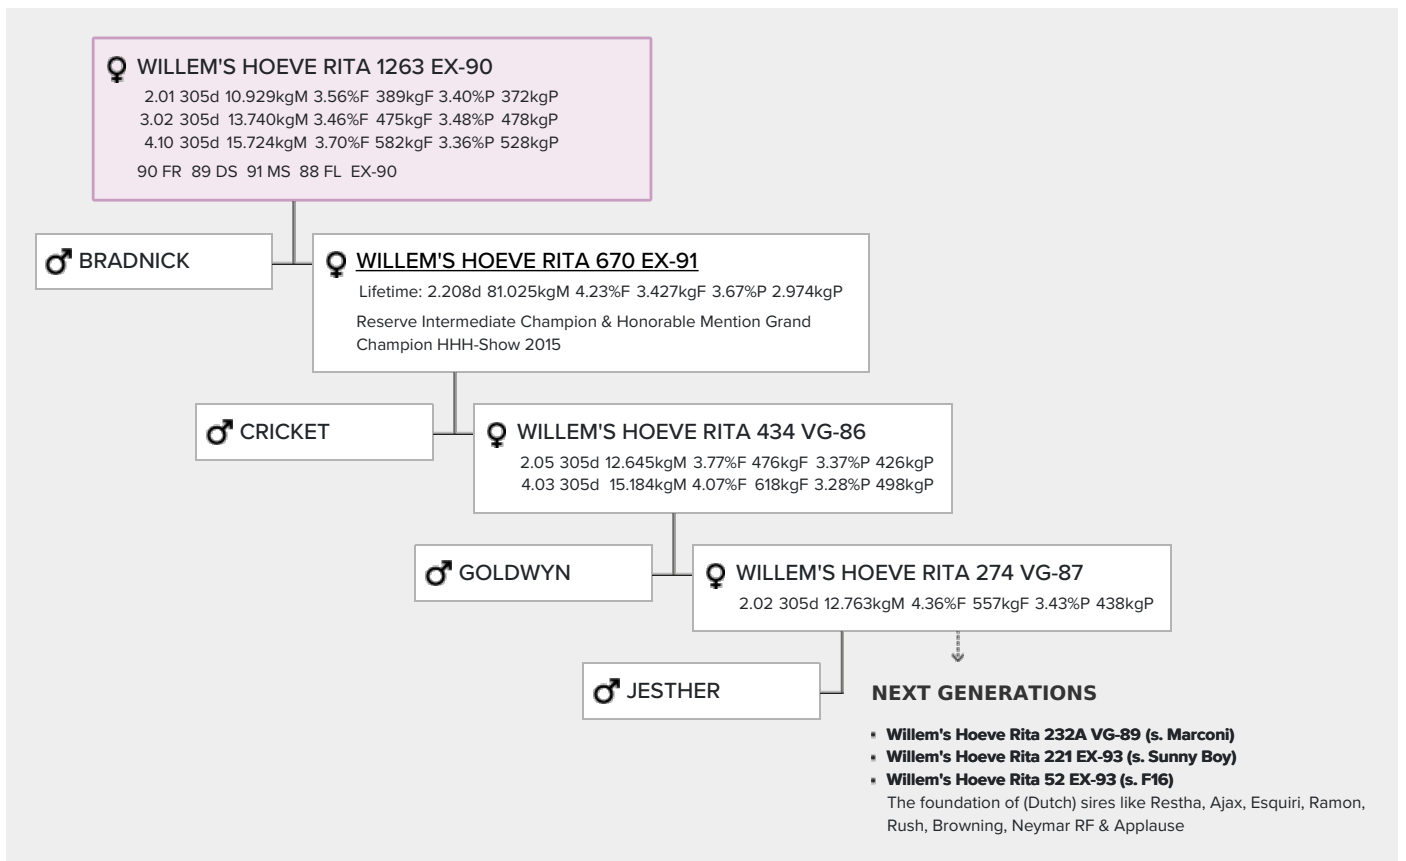 WILLEM'S HOEVE RITA 1263 EX-90
2.01 305d 10.929kgM 3.56%F 389kgF 3.40%P 372kgP
3.02 305d 13.740kgM 3.46%F 475kgF 3.48%P 478kgP
4.10 305d 15.724kgM 3.70%F 582kgF 3.36%P 528kgP
90 FR 89 DS 91 MS 88 FL EX-90
BRADNICK
WILLEM'S HOEVE RITA 670 EX-91
Lifetime: 2.208d 81.025kgM 4.23%F 3.427kgF 3.67%P 2.974kgP
Reserve Intermediate Champion & Honorable Mention Grand
Champion HHH-Show 2015
CRICKET
WILLEM'S HOEVE RITA 434 VG-86
2.05 305d 12.645kgM 3.77%F 476kgF 3.37%P 426kgP
4.03 305d 15.184kgM 4.07%F 618kgF 3.28%P 498kgP
GOLDWYN
WILLEM'S HOEVE RITA 274 VG-87
2.02 305d 12.763kgM 4.36%F 557kgF 3.43%P 438kgP
JESTHER
NEXT GENERATIONS
▪ Willem's Hoeve Rita 232A VG-89 (s. Marconi)
▪ Willem's Hoeve Rita 221 EX-93 (s. Sunny Boy)
▪ Willem's Hoeve Rita 52 EX-93 (s. F16)
The foundation of (Dutch) sires like Restha, Ajax, Esquiri, Ramon,
Rush, Browning, Neymar RF & Applause